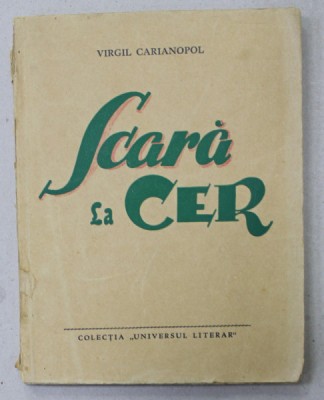 VIRGIL CARIANOPOL
Scară
La CER
COLECȚIA „UNIVERSUL LITERAR"